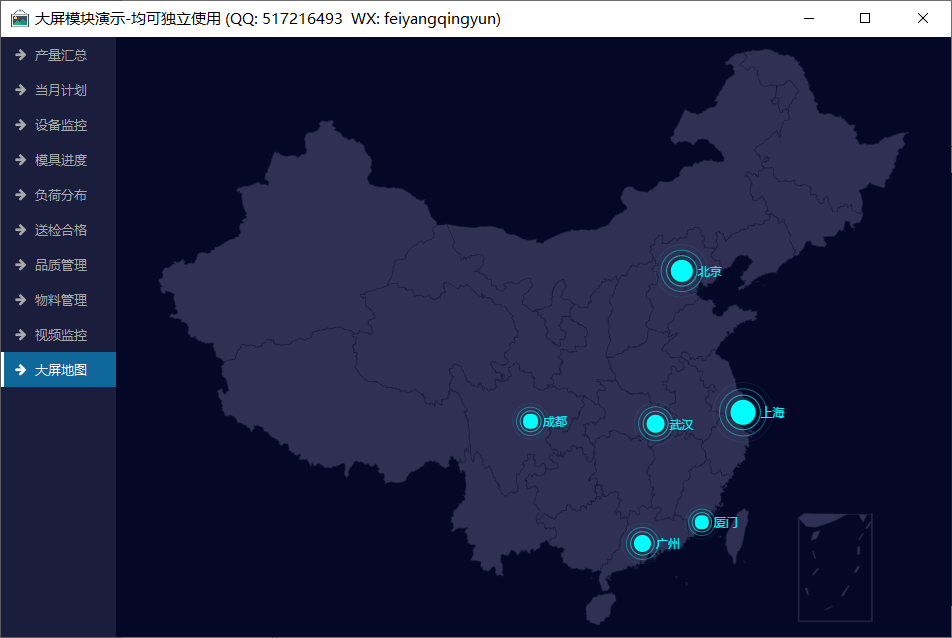 大屏模块演示-均可独立使用 (QQ: 517216493  WX: feiyangqingyun)
产量汇总
当月计划
设备监控
模具进度
负荷分布
送检合格
品质管理
物料管理
视频监控
大屏地图
北京
上海
成都
武汉
厦门
广州